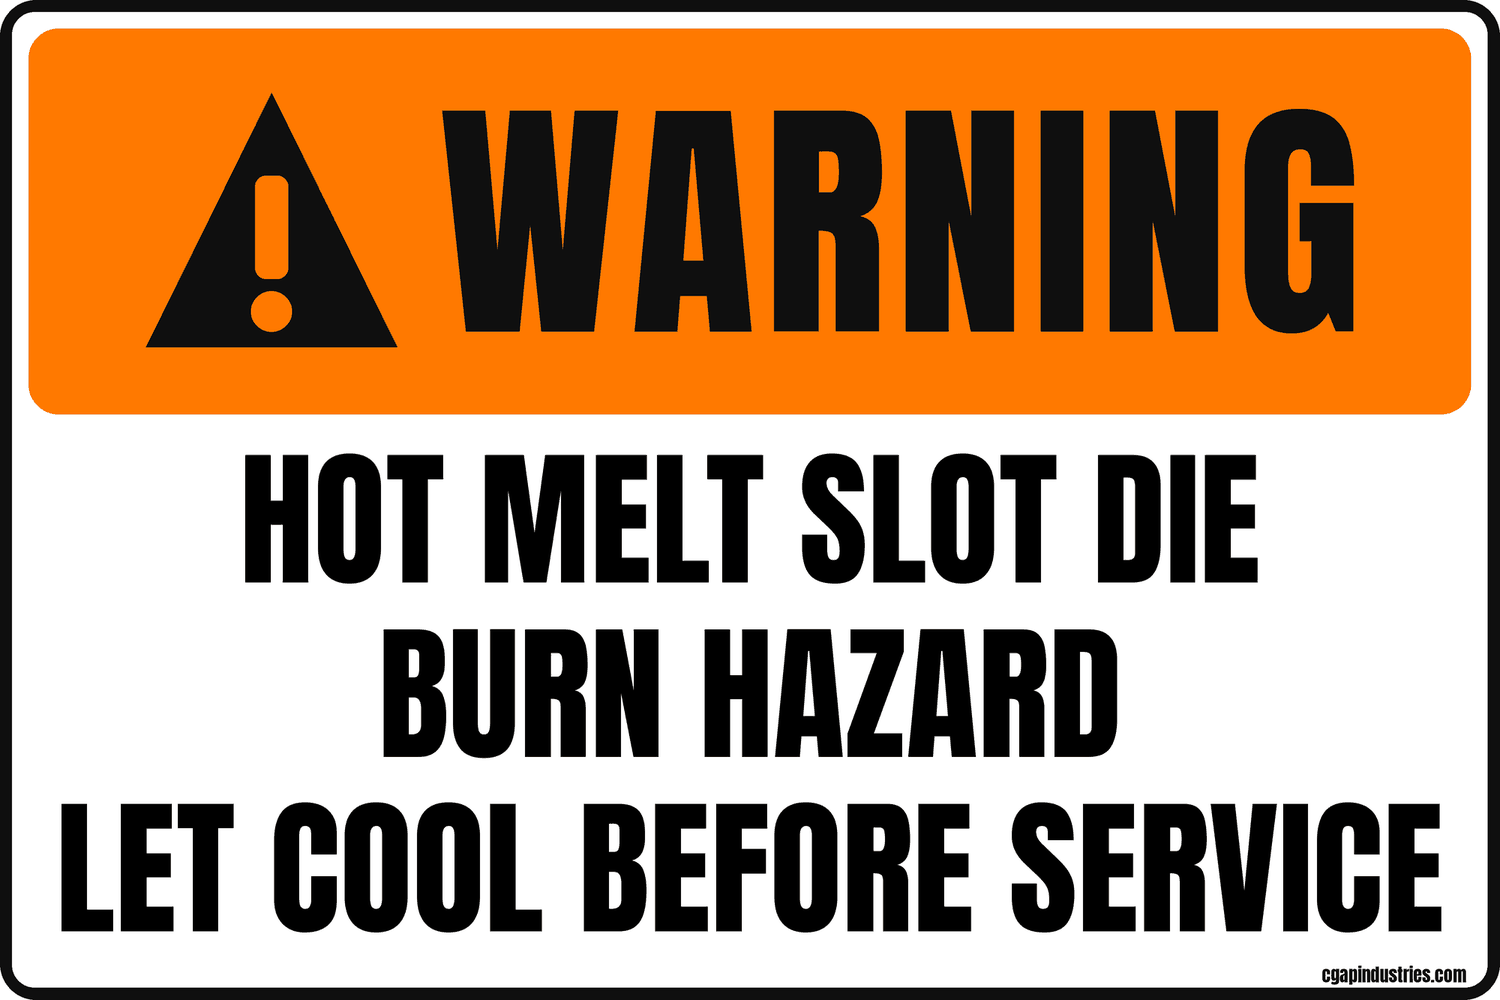 WARNING
HOT MELT SLOT DIE
BURN HAZARD
LET COOL BEFORE SERVICE
cgapindustries.com